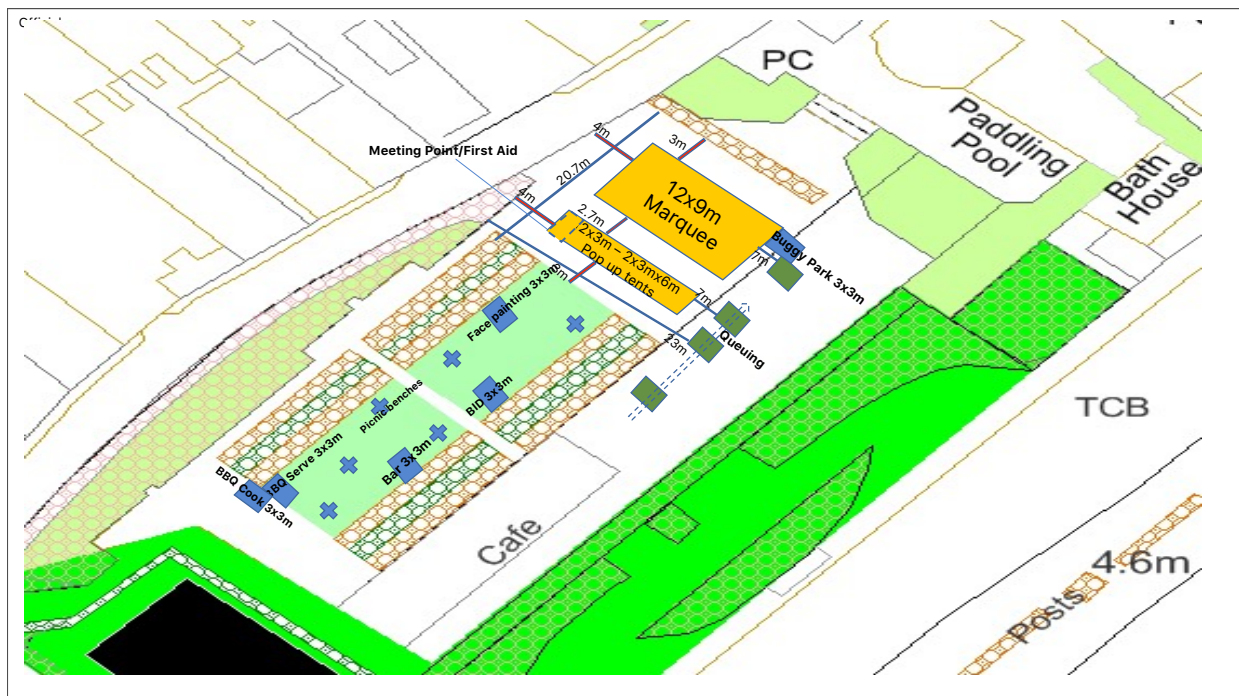 PC
Paddling
Pool
Bath
House
4m
3m
Meeting Point/First Aid
20.7m
12x9m
Marquee
4m
2.7m
2x3m – 2x3mx6m
Pop up tents
Buggy Park 3x3m
7m
Face painting 3x3m
Queuing
23m
Picnic benches
BID 3x3m
TCB
BBQ Serve 3x3m
Bar 3x3m
BBQ Cook 3x3m
Cafe
4.6m
Posts